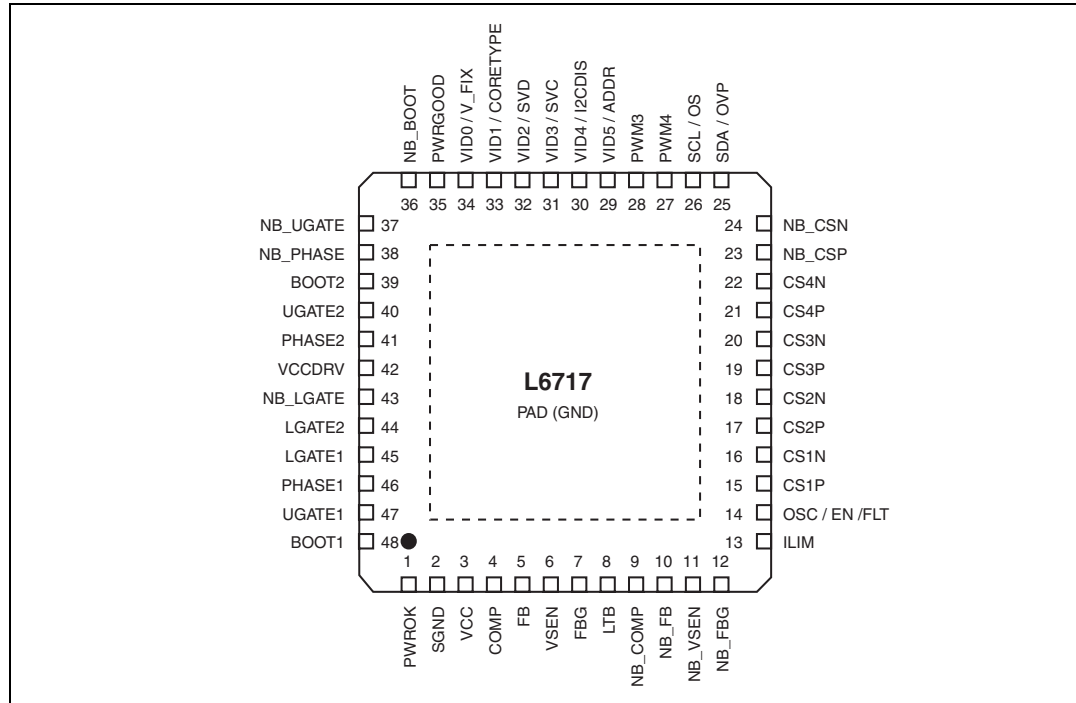 NB_BOOT
PWRGOOD
VID0 / V_FIX
VID1 / CORETYPE
VID2 / SVD
VID3 / SVC
VID4 / I2CDIS
VID5 / ADDR
PWM3
PWM4
SCL / OS
SDA / OVP
36 35 34 33 32 31 30 29 28 27 26 25
NB_UGATE 37
NB_PHASE 38
BOOT2 39
UGATE2 40
PHASE2 41
VCCDRV 42
NB_LGATE 43
LGATE2 44
LGATE1 45
PHASE1 46
UGATE1 47
BOOT1 48
L6717
PAD (GND)
24 NB_CSN
23 NB_CSP
22 CS4N
21 CS4P
20 CS3N
19 CS3P
18 CS2N
17 CS2P
16 CS1N
15 CS1P
14 OSC / EN /FLT
13 ILIM
1 2 3 4 5 6 7 8 9 10 11 12
PWROK
SGND
VCC
COMP
FB
VSEN
FBG
LTB
NB_COMP
NB_FB
NB_VSEN
NB_FBG